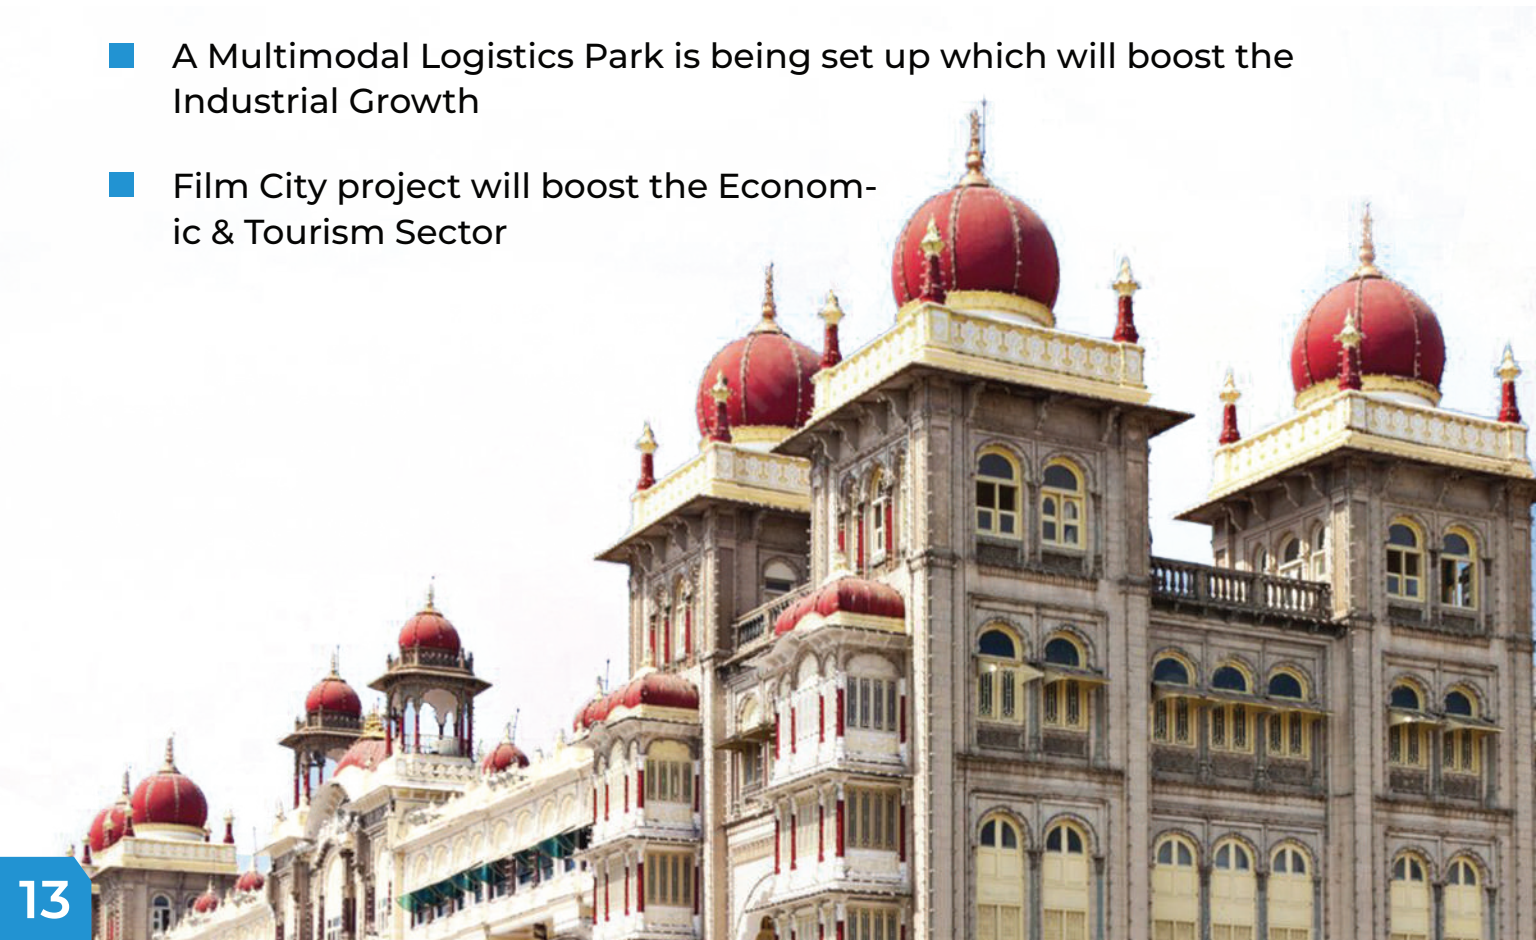 A Multimodal Logistics Park is being set up which will boost the
Industrial Growth
Film City project will boost the Econom-
ic & Tourism Sector
13